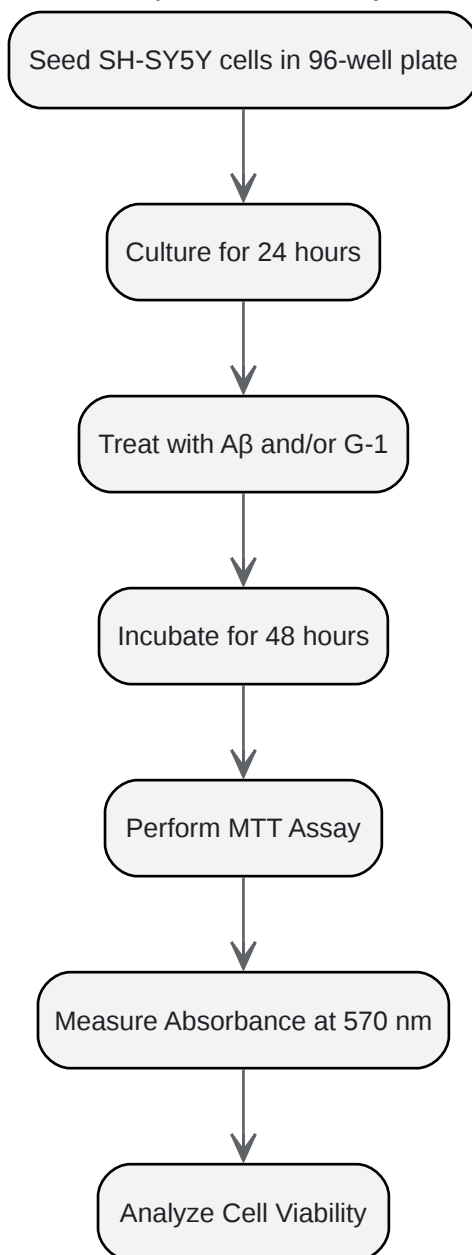 Seed SH-SY5Y cells in 96-well plate
Culture for 24 hours
Treat with Aβ and/or G-1
Incubate for 48 hours
Perform MTT Assay
Measure Absorbance at 570 nm
Analyze Cell Viability